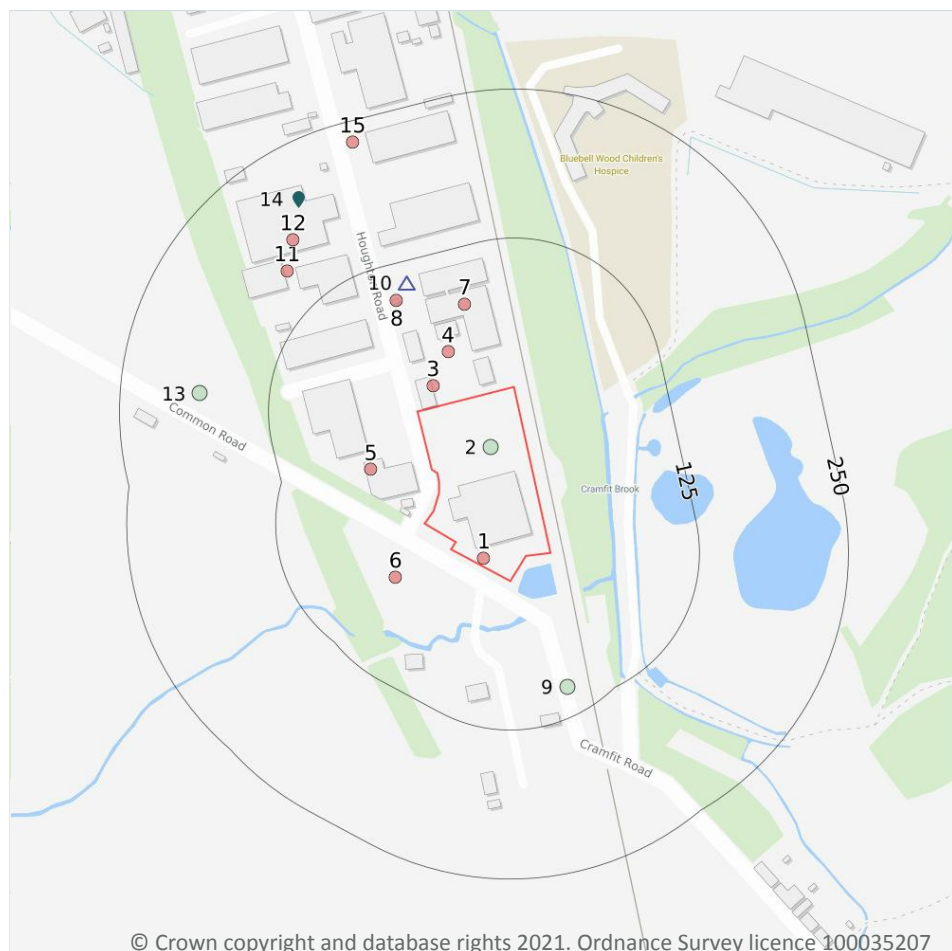 15
Bluebell Wood Children's
Hospice
14
12
11
Houghton Road
10
7
8
4
3
13
Common Road
2
5
125
250
Cramfit Brook
1
6
9
Cramfit Road
© Crown copyright and database rights 2021. Ordnance Survey licence 100035207